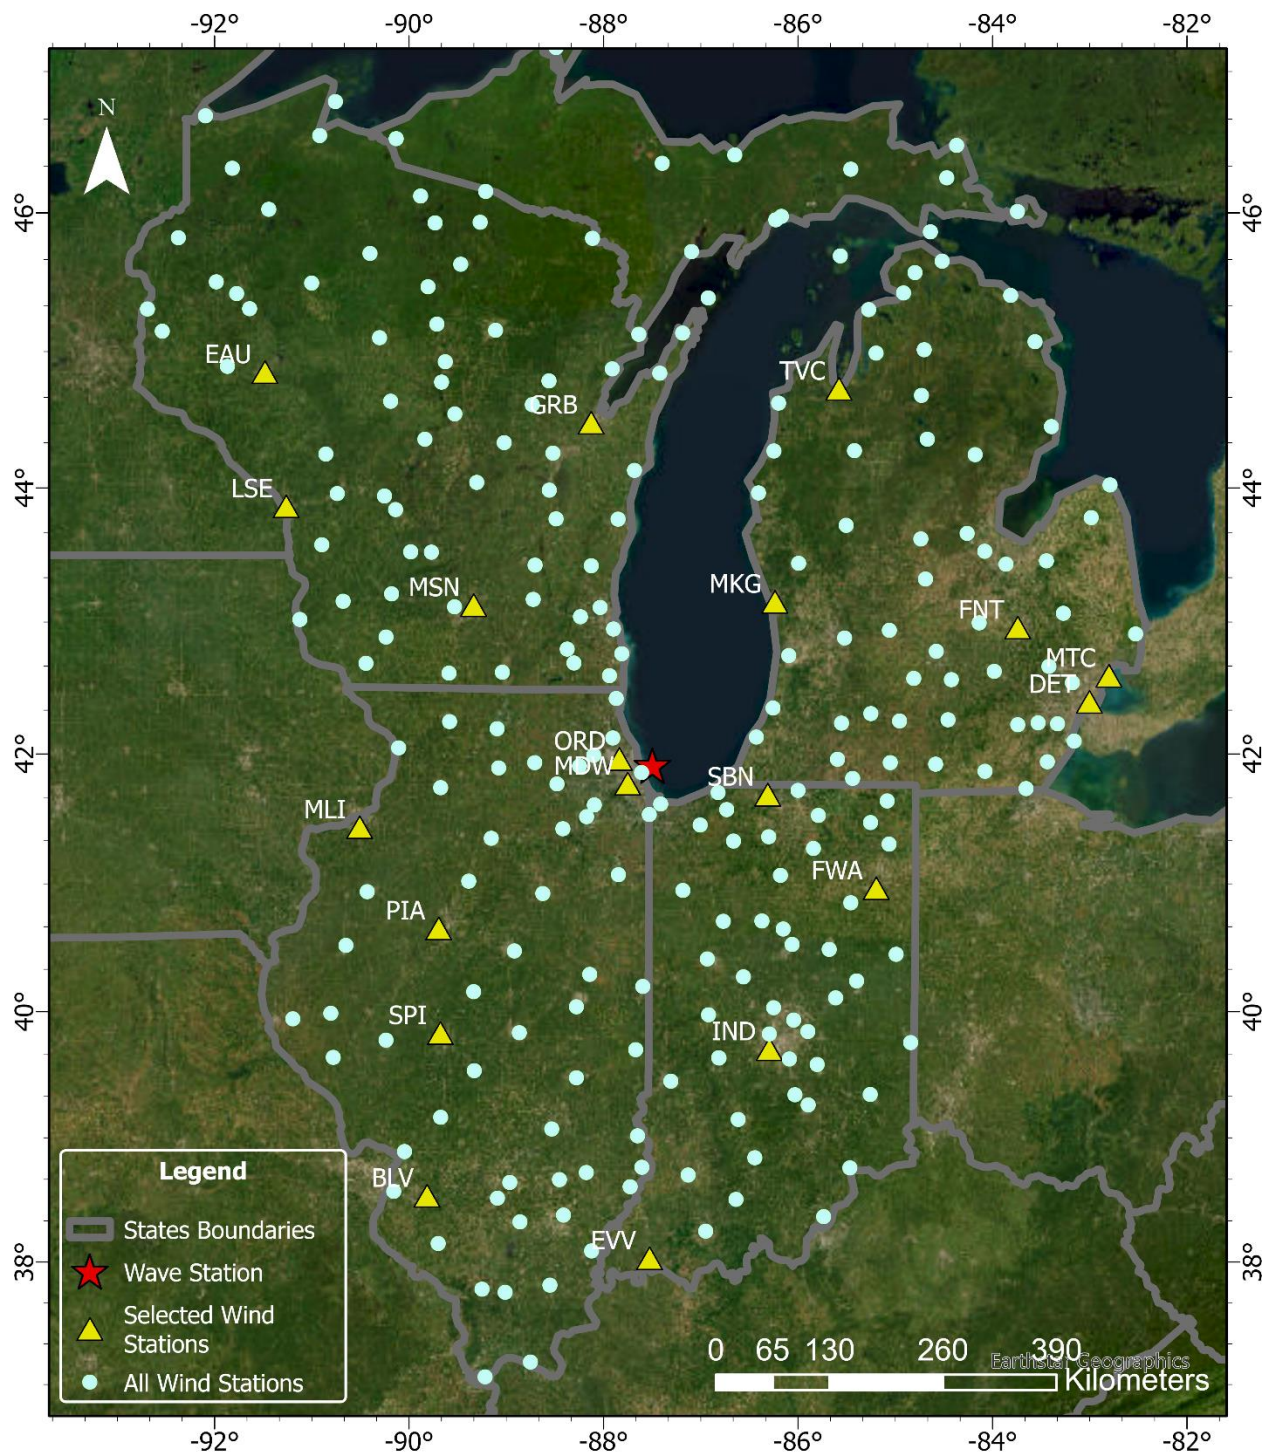 -92° -90° -88° -86° -84° -82°
N
46° 46°
EAU
TVC
GRB
44° 44°
LSE
MSN
MKG
FNT
MTC
DET
42° 42°
ORD
MDW
SBN
MLI
FWA
PIA
40° 40°
SPI
IND
Legend
BLV
States Boundaries
EVV
38° 38°
Wave Station
Selected Wind
Stations
All Wind Stations
0 65 130 260 390
Earthstar Geographics
Kilometers
-92° -90° -88° -86° -84° -82°